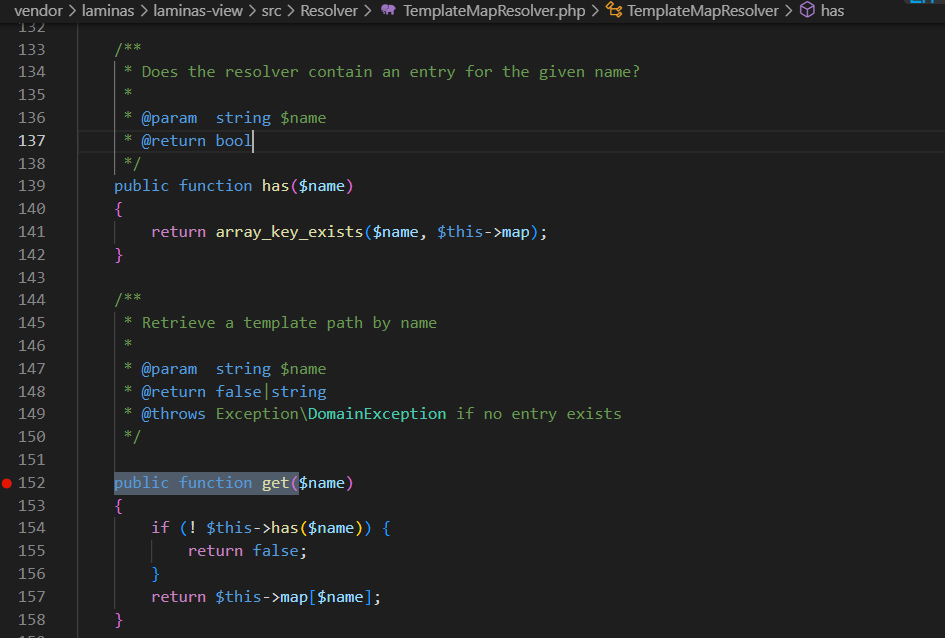 vendor > laminas > laminas-view > src > Resolver > TemplateMapResolver.php > TemplateMapResolver > has
132
133 /**
134 * Does the resolver contain an entry for the given name?
135 *
136 * @param  string $name
137 * @return bool
138 */
139 public function has($name)
140 {
141 return array_key_exists($name, $this->map);
142 }
143
144 /**
145 * Retrieve a template path by name
146 *
147 * @param  string $name
148 * @return false|string
149 * @throws Exception\DomainException if no entry exists
150 */
151
152 public function get($name)
153 {
154 if (! $this->has($name)) {
155 return false;
156 }
157 return $this->map[$name];
158 }